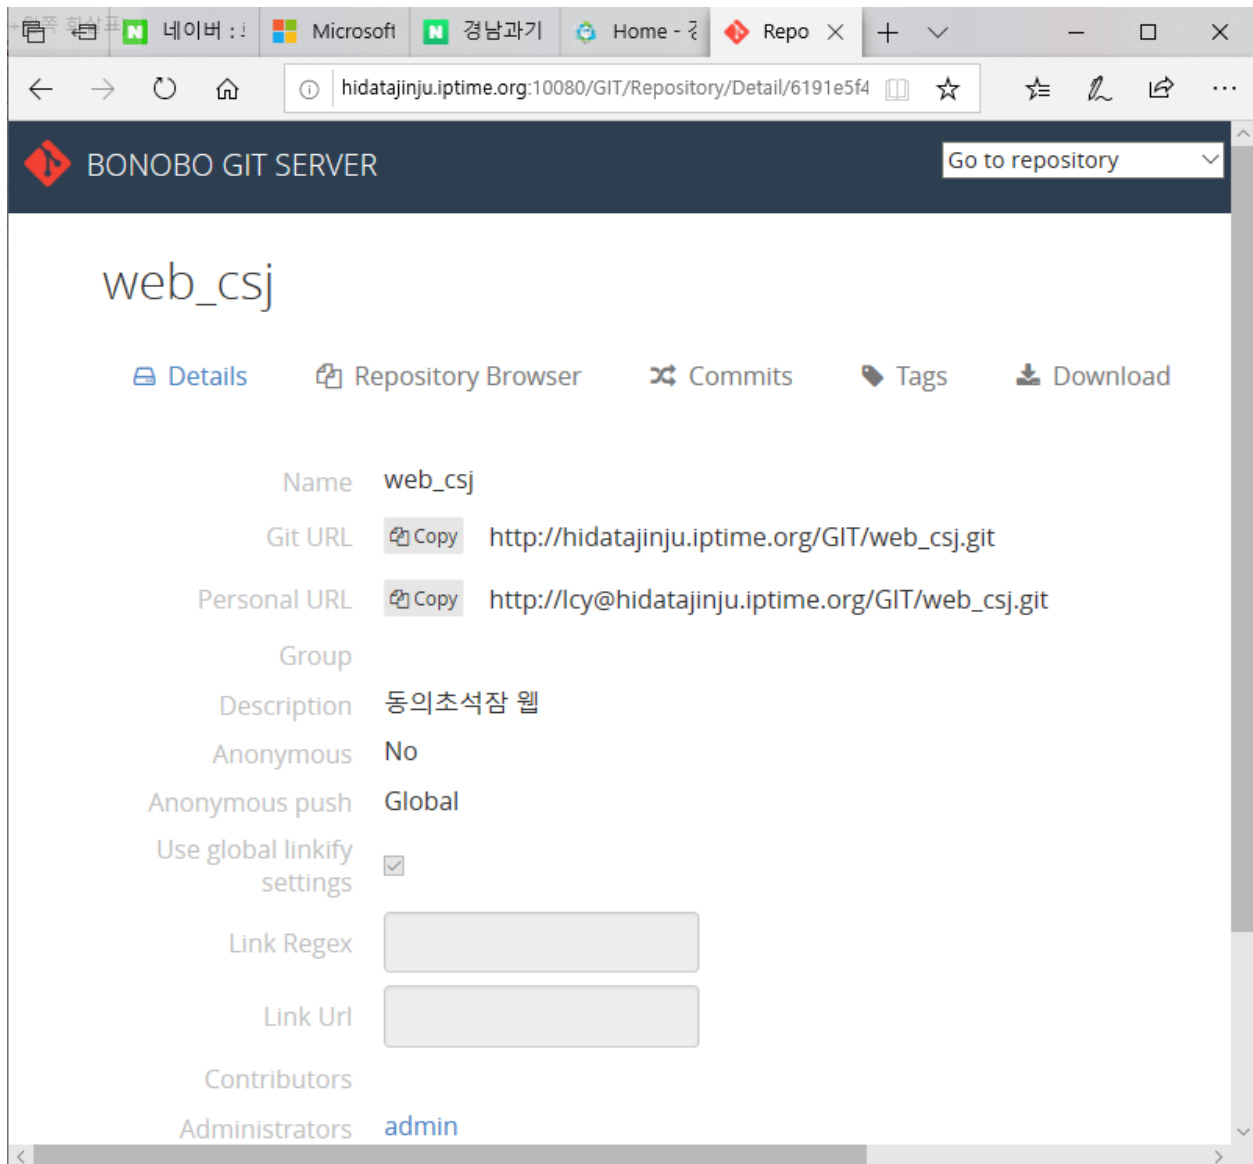 네이버 :
Microsoft
경남과기
Home -
Repo
hidatajinju.iptime.org:10080/GIT/Repository/Detail/6191e5f4
BONOBO GIT SERVER
Go to repository
web_csj
Details
Repository Browser
Commits
Tags
Download
Name web_csj
Git URL Copy http://hidatajinju.iptime.org/GIT/web_csj.git
Personal URL Copy http://lcy@hidatajinju.iptime.org/GIT/web_csj.git
Group
Description 동의초석잠 웹
Anonymous No
Anonymous push Global
Use global linkify
settings
Link Regex
Link Url
Contributors
Administrators admin